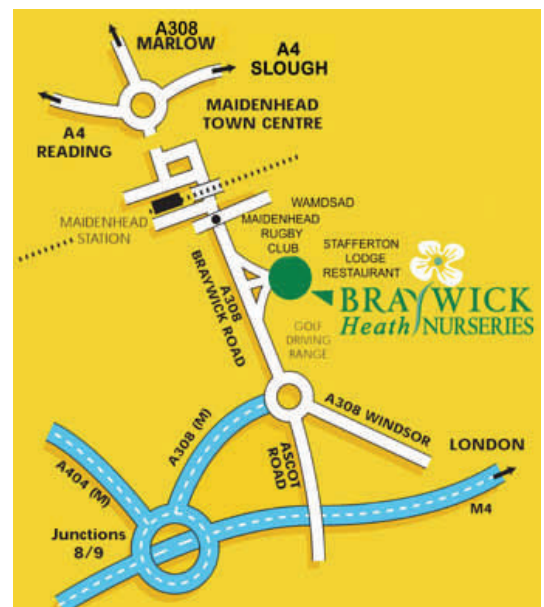 A308
MARLOW
A4
SLOUGH
A4
READING
MAIDENHEAD
TOWN CENTRE
WAMDSAD
MAIDENHEAD
RUGBY
CLUB
MAIDENHEAD
STATION
STAFFERTON
LODGE
RESTAURANT
BRAYWICK
Heath NURSERIES
A308
BRAYWICK ROAD
GOLF
DRIVING
RANGE
A308 (M)
A308 WINDSOR
ASCOT
ROAD
LONDON
A404 (M)
M4
Junctions
8/9